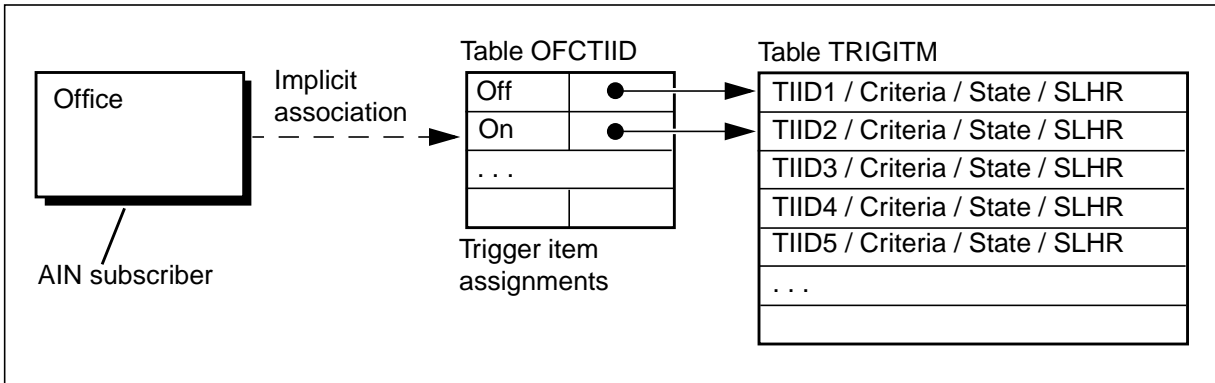 Office
AIN subscriber
Implicit
association
Table OFCTIID
Off
On
. . .
Trigger item
assignments
Table TRIGITM
TIID1 / Criteria / State / SLHR
TIID2 / Criteria / State / SLHR
TIID3 / Criteria / State / SLHR
TIID4 / Criteria / State / SLHR
TIID5 / Criteria / State / SLHR
. . .